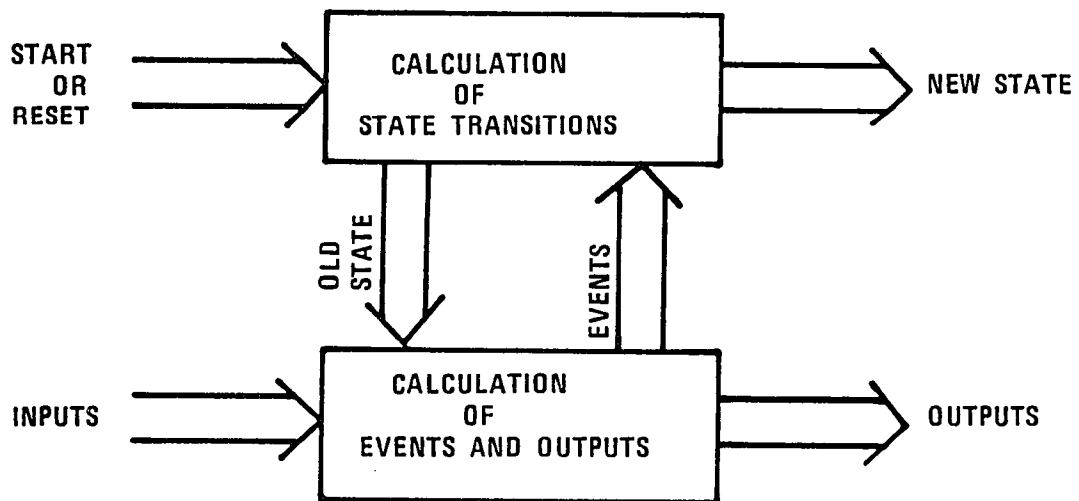 START
OR
RESET
CALCULATION
OF
STATE TRANSITIONS
NEW STATE
OLD
STATE
EVENTS
INPUTS
CALCULATION
OF
EVENTS AND OUTPUTS
OUTPUTS